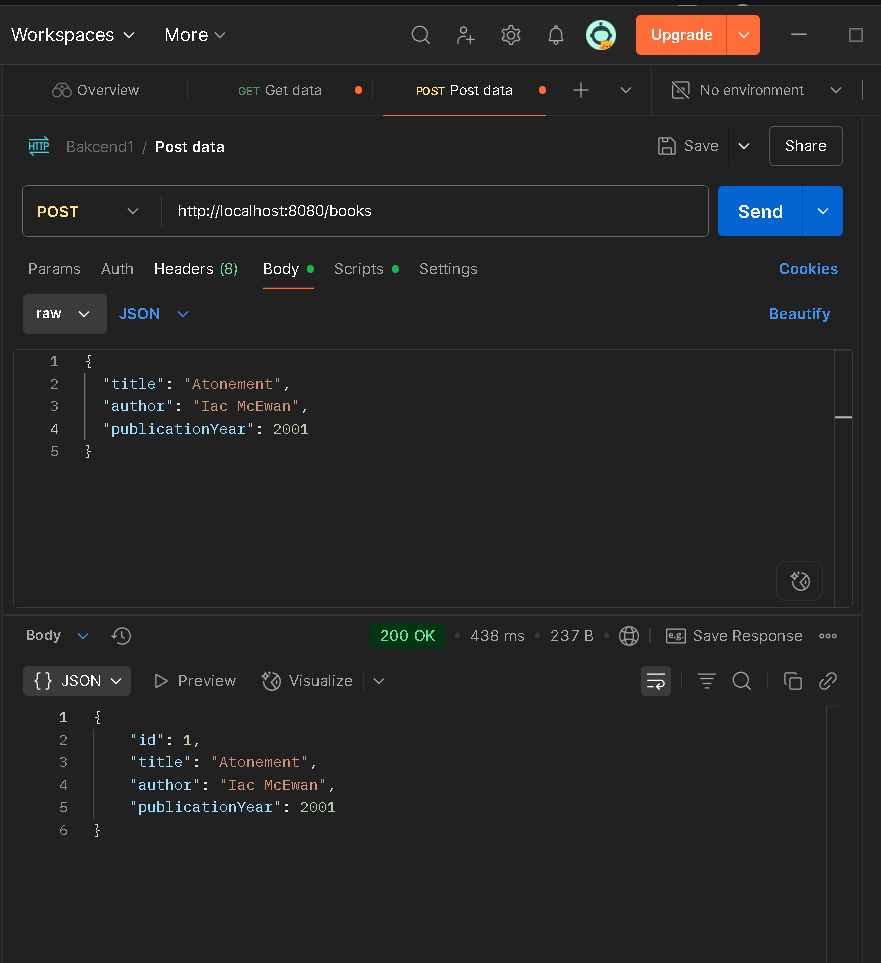 Workspaces More Upgrade
Overview GET Get data POST Post data No environment
HTTP Bakcend1 / Post data Save Share
POST http://localhost:8080/books Send
Params Auth Headers (8) Body Scripts Settings Cookies
raw JSON Beautify
1 {
2 "title": "Atonement",
3 "author": "Iac McEwan",
4 "publicationYear": 2001
5 }
Body 200 OK • 438 ms • 237 B • e.g. Save Response
{} JSON Preview Visualize
1 {
2 "id": 1,
3 "title": "Atonement",
4 "author": "Iac McEwan",
5 "publicationYear": 2001
6 }